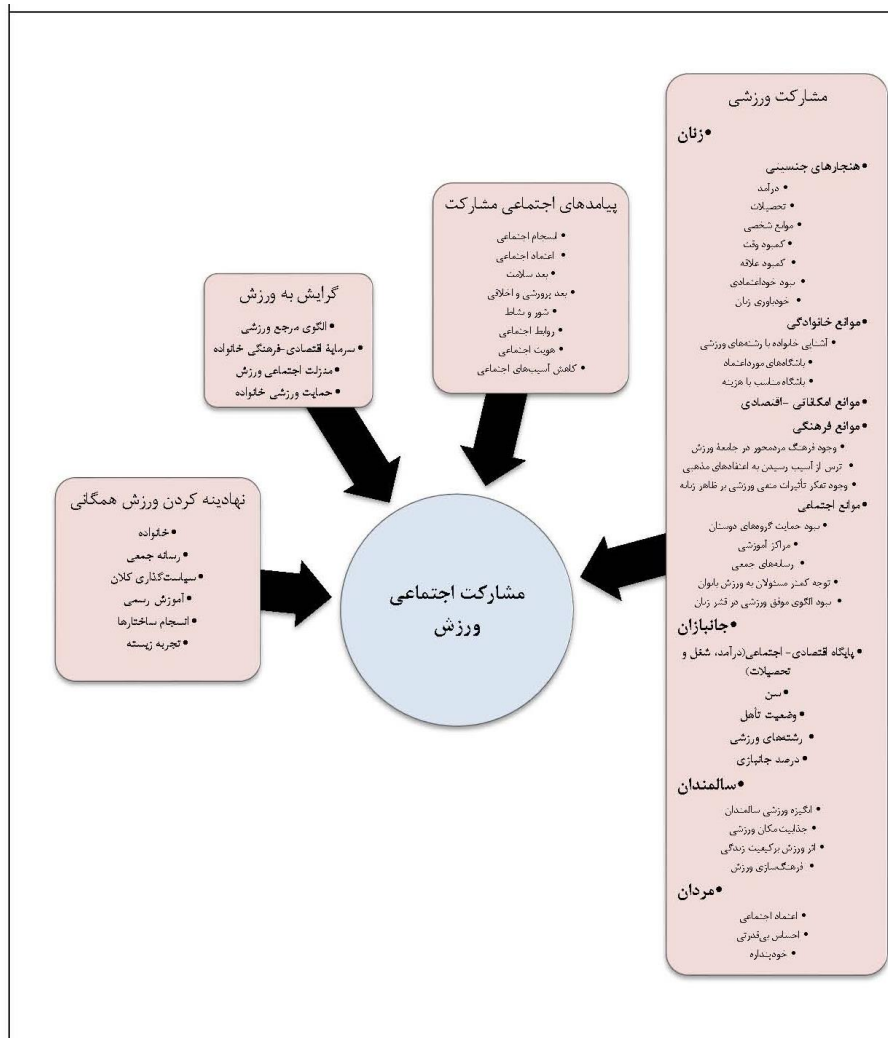 مشارکت ورزشی
•زنان
•هنجارهای جنسیتی
• درآمد
• تحصیلات
• موانع شخصی
• کمبود وقت
• کمبود علاقه
• نبود خوداعتمادی
• خودباوری زنان
•موانع خانوادگی
• آشنایی خانواده با رشته‌های ورزشی
• باشگاه‌های مورداعتماد
• باشگاه مناسب با هزینه
•موانع امکاناتی -اقتصادی
•موانع فرهنگی
• وجود فرهنگ مردمحور در جامعۀ ورزش
• ترس از آسیب رسیدن به اعتقادهای مذهبی
• وجود تفکر تأثیرات منفی ورزشی بر ظاهر زنانه
•موانع اجتماعی
• نبود حمایت گروه‌های دوستان
• مراکز آموزشی
• رسانه‌های جمعی
• توجه کمتر مسئولان به ورزش بانوان
• نبود الگوی موفق ورزشی در قشر زنان
•جانبازان
• پایگاه اقتصادی- اجتماعی(درآمد، شغل و
تحصیلات)
• سن
• وضعیت تأهل
• رشته‌های ورزشی
• درصد جانبازی
•سالمندان
• انگیزه ورزشی سالمندان
• جذابیت مکان ورزشی
• اثر ورزش برکیفیت زندگی
• فرهنگ‌سازی ورزش
•مردان
• اعتماد اجتماعی
• احساس بی‌قدرتی
• خودپنداره
پیامدهای اجتماعی مشارکت
• انسجام اجتماعی
• اعتماد اجتماعی
• بعد سلامت
• بعد پرورشی و اخلاقی
• شور و نشاط
• روابط اجتماعی
• هویت اجتماعی
• کاهش آسیب‌های اجتماعی
گرایش به ورزش
• الگوی مرجع ورزشی
• سرمایۀ اقتصادی-فرهنگی خانواده
• منزلت اجتماعی ورزش
• حمایت ورزشی خانواده
نهادینه کردن ورزش همگانی
• خانواده
• رسانه جمعی
• سیاست‌گذاری کلان
• آموزش رسمی
• انسجام ساختارها
• تجربه زیسته
مشارکت اجتماعی
ورزش